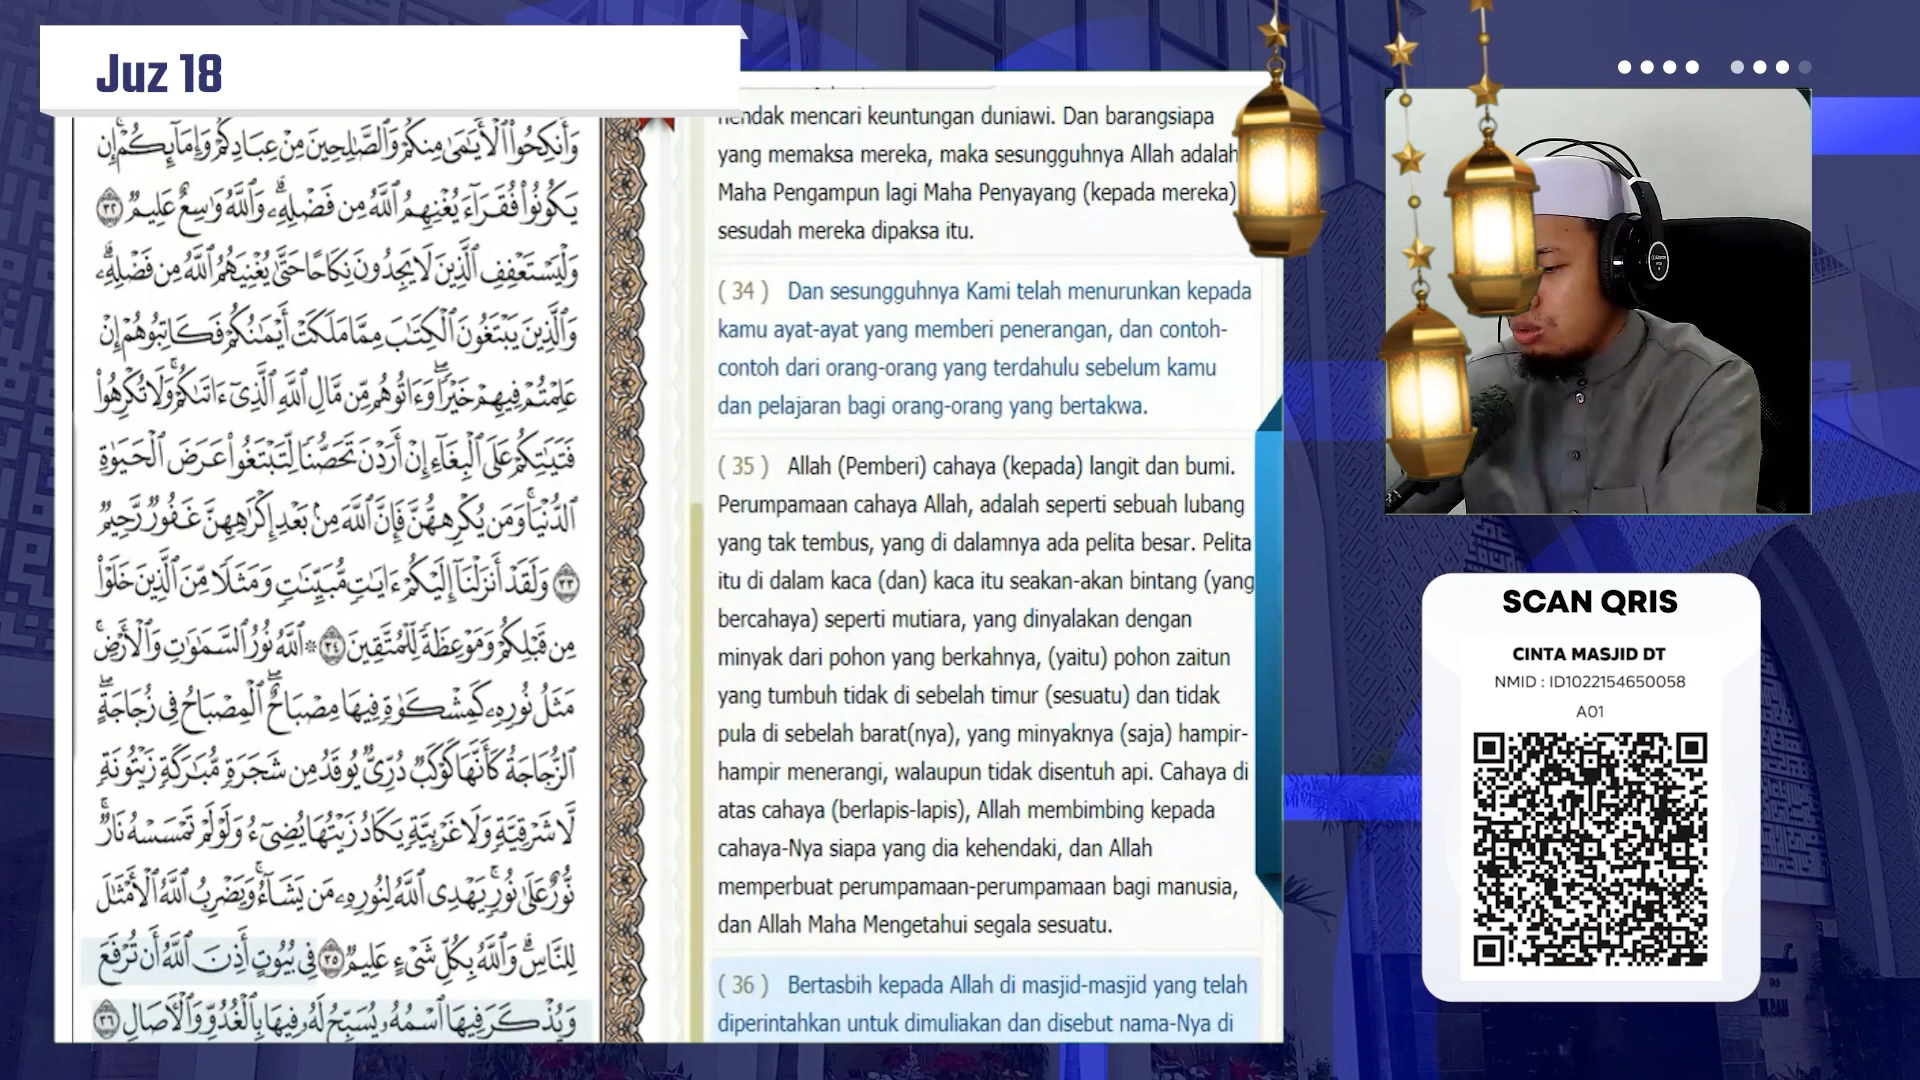 Juz 18
وَأَنكِحُوا۟ ٱلْأَيَـٰمَىٰ مِنكُمْ وَٱلصَّـٰلِحِينَ مِنْ عِبَادِكُمْ وَإِمَآئِكُمْ ۚ إِن
يَكُونُوا۟ فُقَرَآءَ يُغْنِهِمُ ٱللَّهُ مِن فَضْلِهِۦ ۗ وَٱللَّهُ وَٰسِعٌ عَلِيمٌ ٣٢
وَلْيَسْتَعْفِفِ ٱلَّذِينَ لَا يَجِدُونَ نِكَاحًا حَتَّىٰ يُغْنِيَهُمُ ٱللَّهُ مِن فَضْلِهِۦ ۗ
وَٱلَّذِينَ يَبْتَغُونَ ٱلْكِتَـٰبَ مِمَّا مَلَكَتْ أَيْمَـٰنُكُمْ فَكَاتِبُوهُمْ إِنْ
عَلِمْتُمْ فِيهِمْ خَيْرًا ۖ وَءَاتُوهُم مِّن مَّالِ ٱللَّهِ ٱلَّذِىٓ ءَاتَىٰكُمْ ۚ وَلَا تُكْرِهُوا۟
فَتَيَـٰتِكُمْ عَلَى ٱلْبِغَآءِ إِنْ أَرَدْنَ تَحَصُّنًا لِّتَبْتَغُوا۟ عَرَضَ ٱلْحَيَوٰةِ
ٱلدُّنْيَا ۚ وَمَن يُكْرِههُّنَّ فَإِنَّ ٱللَّهَ مِنۢ بَعْدِ إِكْرَٰهِهِنَّ غَفُورٌ رَّحِيمٌ
٣٣ وَلَقَدْ أَنزَلْنَآ إِلَيْكُمْ ءَايَـٰتٍ مُّبَيِّنَـٰتٍ وَمَثَلًا مِّنَ ٱلَّذِينَ خَلَوْا۟
مِن قَبْلِكُمْ وَمَوْعِظَةً لِّلْمُتَّقِينَ ٣٤ ۞ ٱللَّهُ نُورُ ٱلسَّمَـٰوَٰتِ وَٱلْأَرْضِ ۚ
مَثَلُ نُورِهِۦ كَمِشْكَوٰةٍ فِيهَا مِصْبَاحٌ ۖ ٱلْمِصْبَاحُ فِى زُجَاجَةٍ ۖ
ٱلزُّجَاجَةُ كَأَنَّهَا كَوْكَبٌ دُرِّىٌّ يُوقَدُ مِن شَجَرَةٍ مُّبَـٰرَكَةٍ زَيْتُونَةٍ
لَّا شَرْقِيَّةٍ وَلَا غَرْبِيَّةٍ يَكَادُ زَيْتُهَا يُضِىٓءُ وَلَوْ لَمْ تَمْسَسْهُ نَارٌ ۚ
نُّورٌ عَلَىٰ نُورٍ ۗ يَهْدِى ٱللَّهُ لِنُورِهِۦ مَن يَشَآءُ ۚ وَيَضْرِبُ ٱللَّهُ ٱلْأَمْثَـٰلَ
لِلنَّاسِ ۗ وَٱللَّهُ بِكُلِّ شَىْءٍ عَلِيمٌ ٣٥ فِى بُيُوتٍ أَذِنَ ٱللَّهُ أَن تُرْفَعَ
وَيُذْكَرَ فِيهَا ٱسْمُهُۥ يُسَبِّحُ لَهُۥ فِيهَا بِٱلْغُدُوِّ وَٱلْـَٔاصَالِ ٣٦
hendak mencari keuntungan duniawi. Dan barangsiapa
yang memaksa mereka, maka sesungguhnya Allah adalah
Maha Pengampun lagi Maha Penyayang (kepada mereka)
sesudah mereka dipaksa itu.
( 34 ) Dan sesungguhnya Kami telah menurunkan kepada
kamu ayat-ayat yang memberi penerangan, dan contoh-
contoh dari orang-orang yang terdahulu sebelum kamu
dan pelajaran bagi orang-orang yang bertakwa.
( 35 ) Allah (Pemberi) cahaya (kepada) langit dan bumi.
Perumpamaan cahaya Allah, adalah seperti sebuah lubang
yang tak tembus, yang di dalamnya ada pelita besar. Pelita
itu di dalam kaca (dan) kaca itu seakan-akan bintang (yang
bercahaya) seperti mutiara, yang dinyalakan dengan
minyak dari pohon yang berkahnya, (yaitu) pohon zaitun
yang tumbuh tidak di sebelah timur (sesuatu) dan tidak
pula di sebelah barat(nya), yang minyaknya (saja) hampir-
hampir menerangi, walaupun tidak disentuh api. Cahaya di
atas cahaya (berlapis-lapis), Allah membimbing kepada
cahaya-Nya siapa yang dia kehendaki, dan Allah
memperbuat perumpamaan-perumpamaan bagi manusia,
dan Allah Maha Mengetahui segala sesuatu.
( 36 ) Bertasbih kepada Allah di masjid-masjid yang telah
diperintahkan untuk dimuliakan dan disebut nama-Nya di
SCAN QRIS
CINTA MASJID DT
NMID : ID1022154650058
A01